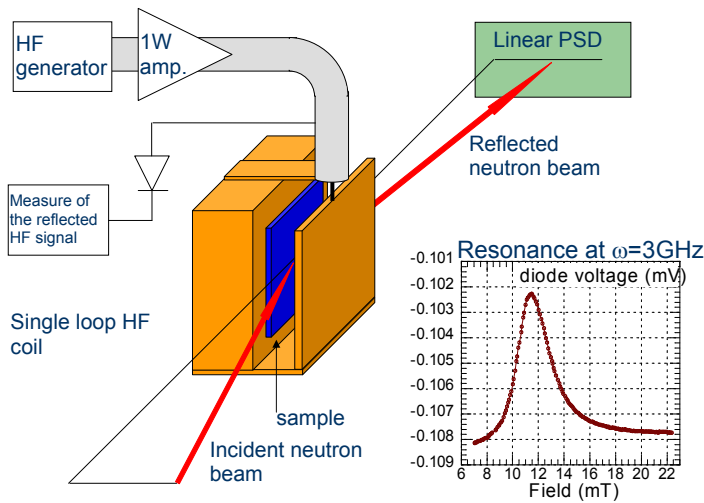 HF
generator
1W
amp.
Linear PSD
Reflected
neutron beam
Measure of
the reflected
HF signal
Single loop HF
coil
sample
Incident neutron
beam
Resonance at ω=3GHz
diode voltage (mV)
-0.101
-0.102
-0.103
-0.104
-0.105
-0.106
-0.107
-0.108
-0.109
6 8 10 12 14 16 18 20 22
Field (mT)